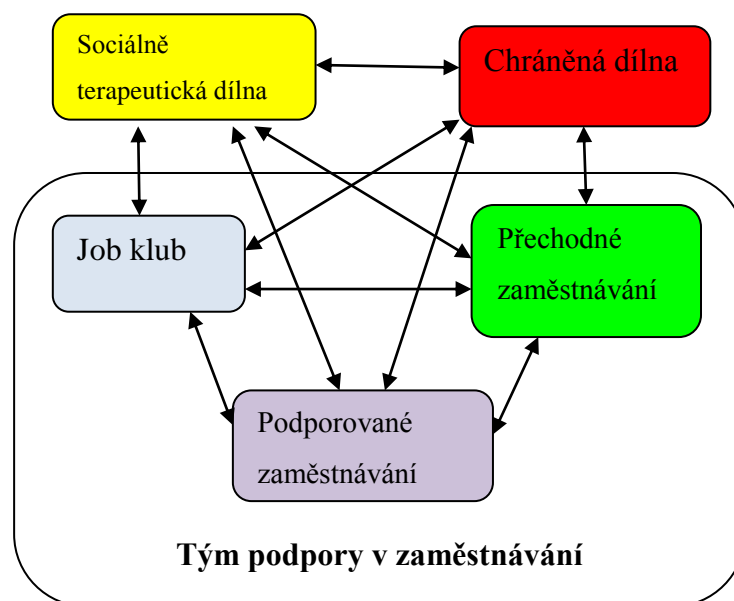 Sociálně
terapeutická dílna
Chráněná dílna
Job klub
Přechodné
zaměstnávání
Podporované
zaměstnávání
Tým podpory v zaměstnávání